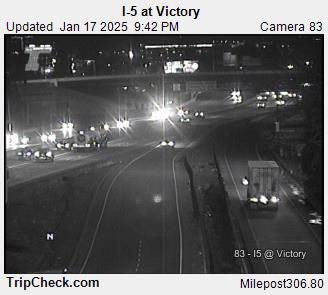 I-5 at Victory
Updated Jan 17 2025 9:42 PM Camera 83
N
83 - I5 @ Victory
TripCheck.com Milepost306.80